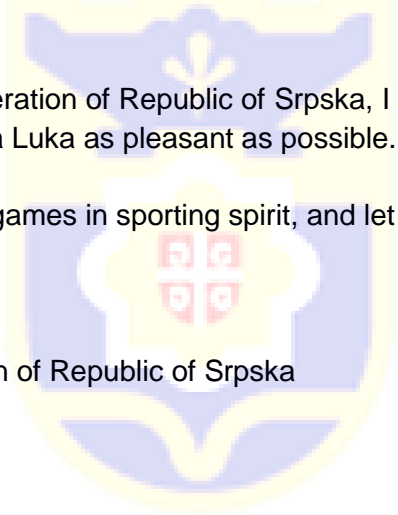 eration of Republic of Srpska, I
a Luka as pleasant as possible.
games in sporting spirit, and let
n of Republic of Srpska